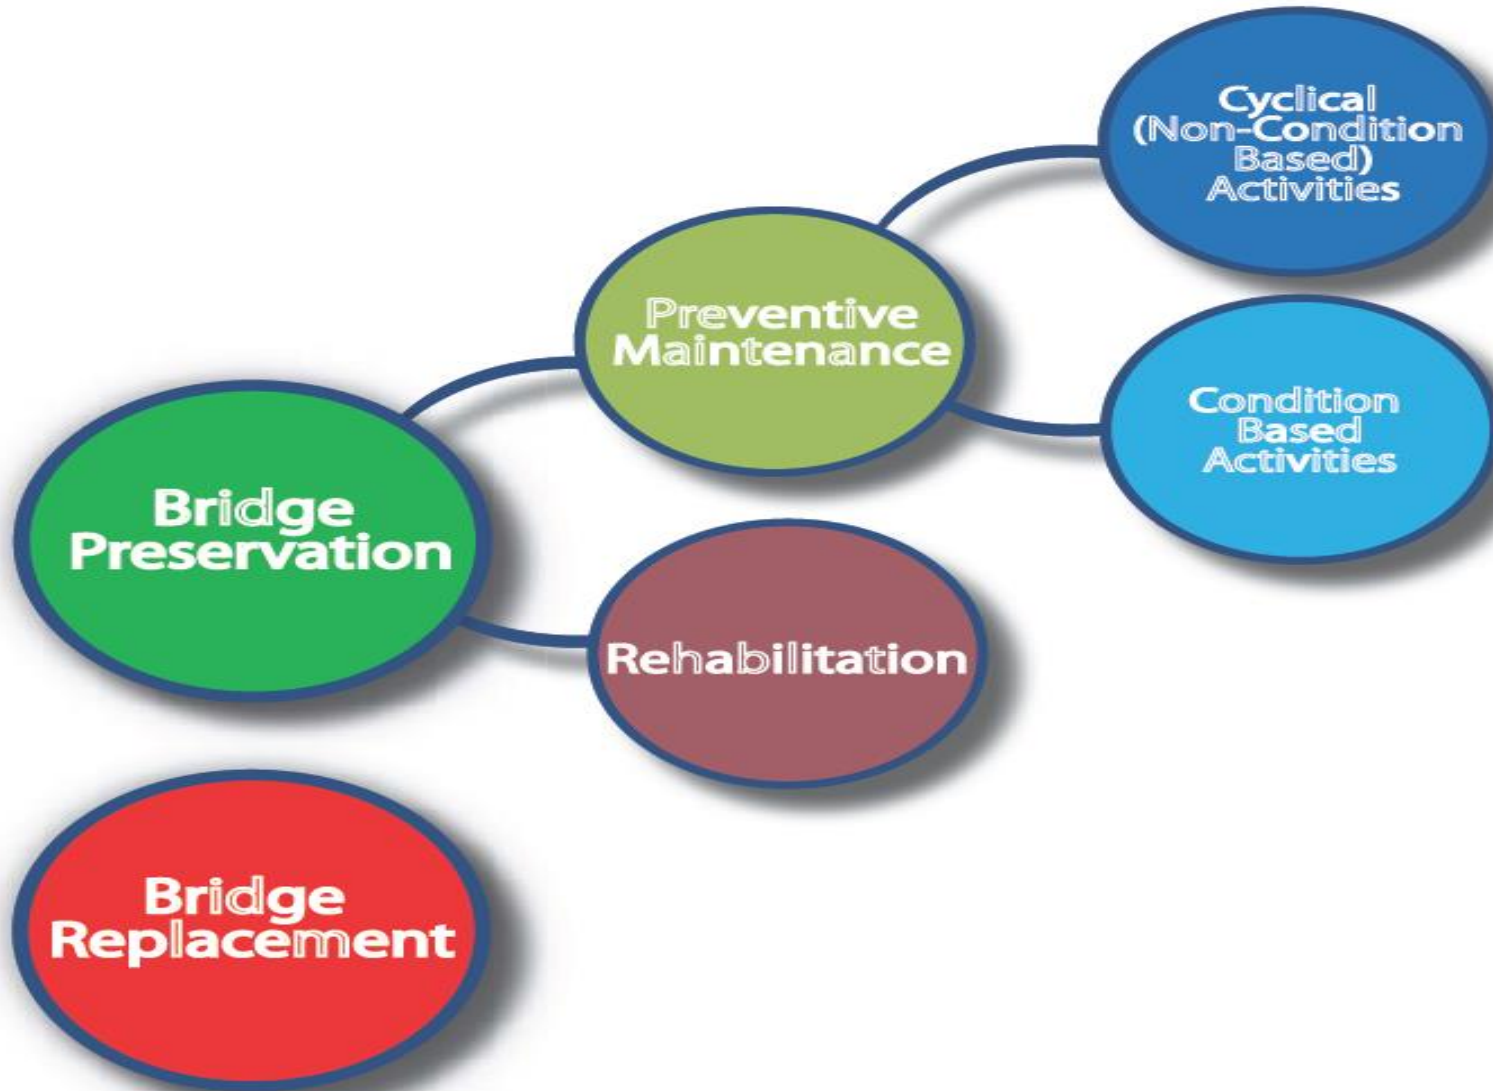 Cyclical
(Non-Condition
Based)
Activities
Preventive
Maintenance
Condition
Based
Activities
Bridge
Preservation
Rehabilitation
Bridge
Replacement